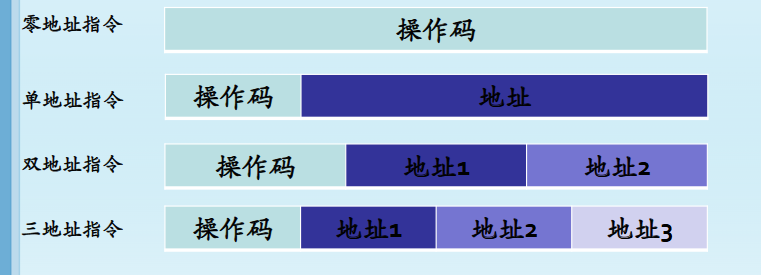 零地址指令 操作码
单地址指令 操作码 地址
双地址指令 操作码 地址1 地址2
三地址指令 操作码 地址1 地址2 地址3